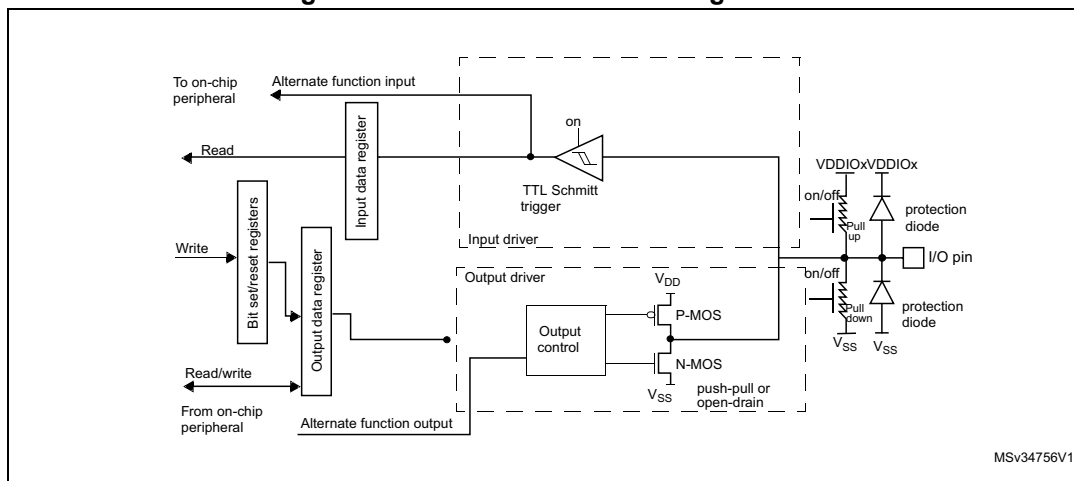 To on-chip
peripheral
Alternate function input
on
Read
Input data register
TTL Schmitt
trigger
Input driver
VDDIOx VDDIOx
on/off
Pull
up
protection
diode
I/O pin
Write
Bit set/reset registers
Output data register
Output driver
VDD
P-MOS
Output
control
N-MOS
VSS
push-pull or
open-drain
on/off
Pull
down
protection
diode
VSS
VSS
Read/write
From on-chip
peripheral
Alternate function output
MSv34756V1